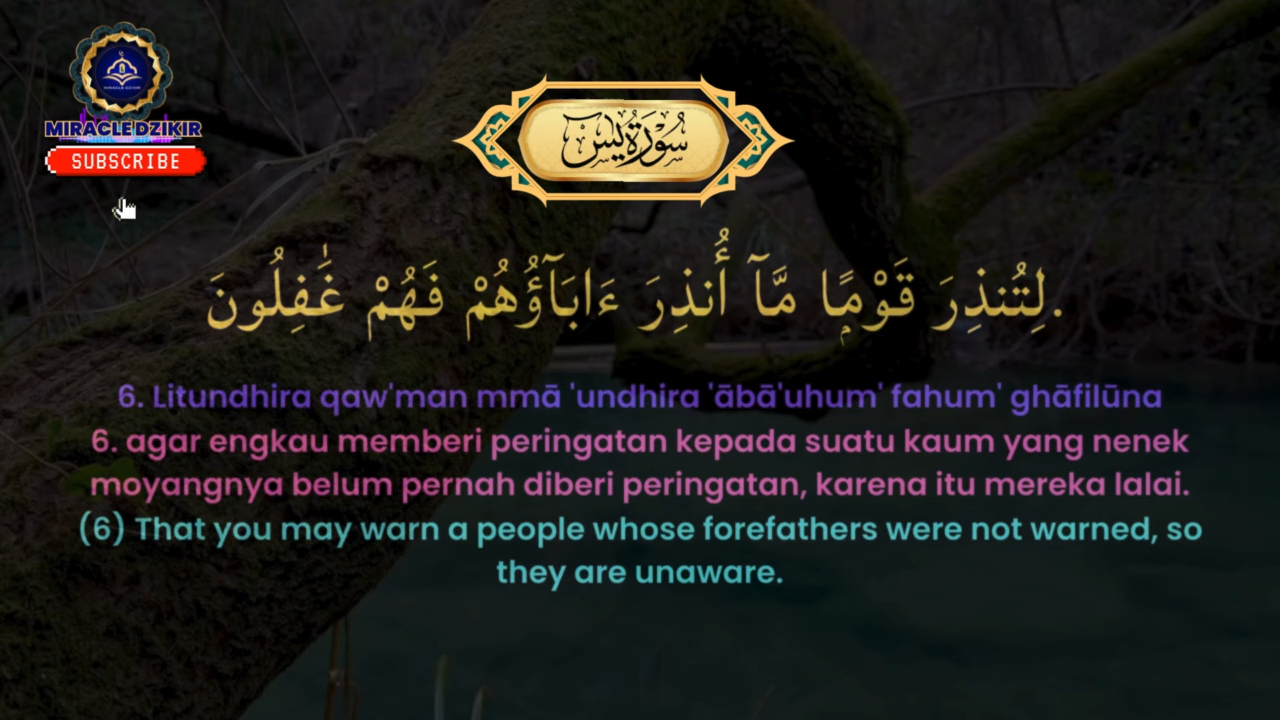 MIRACLE DZIKIR
SUBSCRIBE
سُورَةُ يس
لِتُنذِرَ قَوْمًۭا مَّآ أُنذِرَ ءَابَآؤُهُمْ فَهُمْ غَٰفِلُونَ.
6. Litundhira qaw'man mmā 'undhira 'ābā'uhum' fahum' ghāfilūna
6. agar engkau memberi peringatan kepada suatu kaum yang nenek
moyangnya belum pernah diberi peringatan, karena itu mereka lalai.
(6) That you may warn a people whose forefathers were not warned, so
they are unaware.